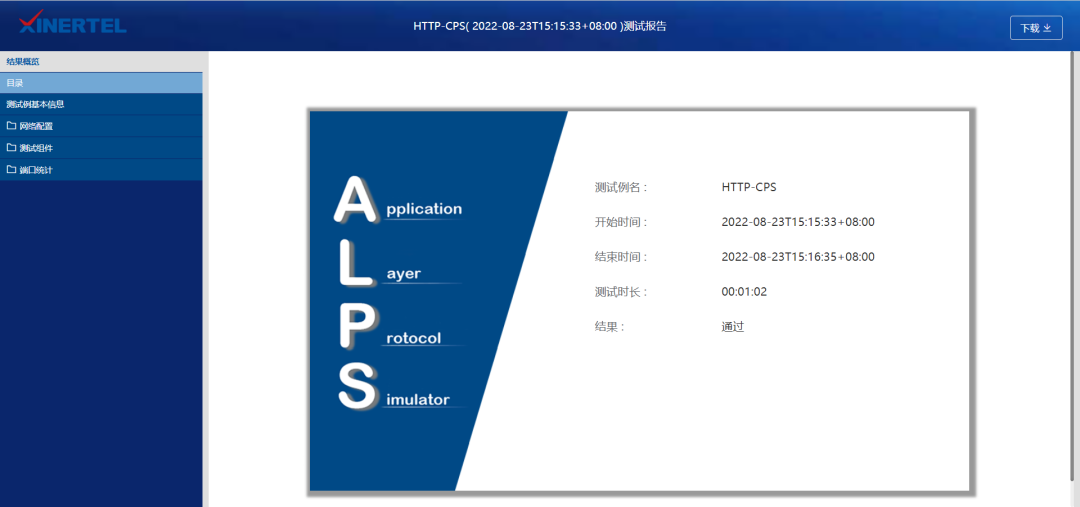 XINERTEL
HTTP-CPS( 2022-08-23T15:15:33+08:00 )测试报告
下载
结果概览
目录
测试例基本信息
网络配置
测试组件
端口统计
Application
Layer
Protocol
Simulator
测试例名： HTTP-CPS
开始时间： 2022-08-23T15:15:33+08:00
结束时间： 2022-08-23T15:16:35+08:00
测试时长： 00:01:02
结果： 通过